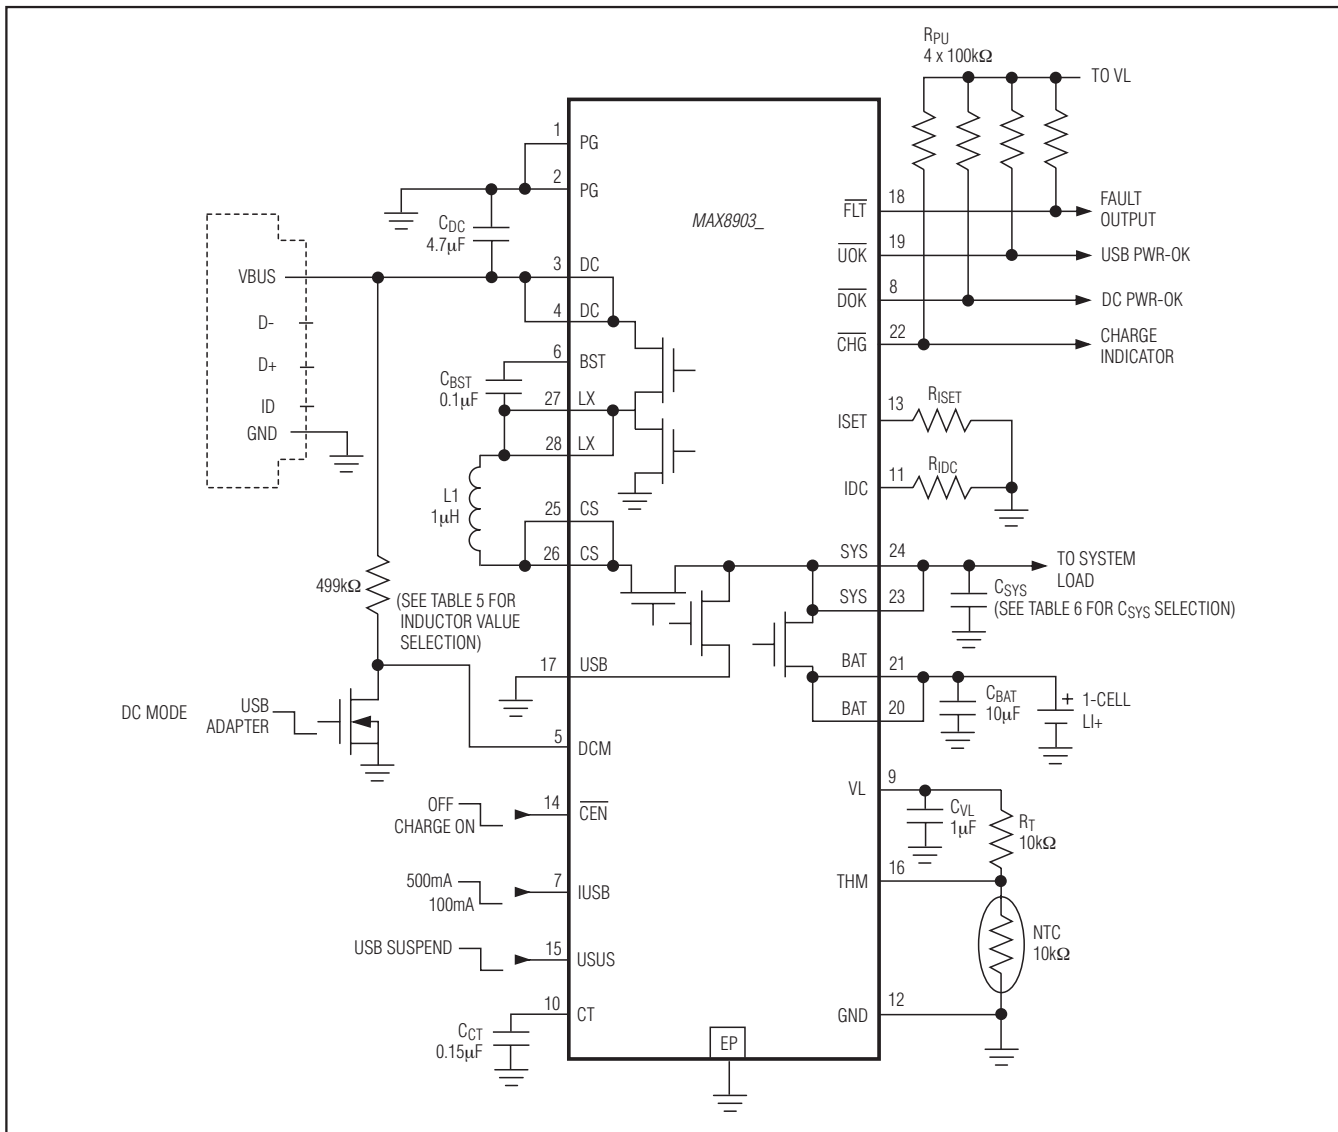 R_PU
4 x 100kΩ
TO VL
1
PG
2
PG
C_DC
4.7µF
MAX8903_
18
FLT
FAULT
OUTPUT
19
UOK
USB PWR-OK
8
DOK
DC PWR-OK
22
CHG
CHARGE
INDICATOR
VBUS
D-
D+
ID
GND
3
DC
4
DC
6
BST
C_BST
0.1µF
27
LX
28
LX
L1
1µH
25
CS
26
CS
13
ISET
R_ISET
11
IDC
R_IDC
SYS
24
TO SYSTEM
LOAD
SYS
23
C_SYS
(SEE TABLE 6 FOR C_SYS SELECTION)
499kΩ
(SEE TABLE 5 FOR
INDUCTOR VALUE
SELECTION)
17
USB
BAT
21
BAT
20
C_BAT
10µF
+
1-CELL
LI+
DC MODE
USB
ADAPTER
5
DCM
VL
9
C_VL
1µF
R_T
10kΩ
OFF
CHARGE ON
14
CEN
500mA
100mA
7
IUSB
THM
16
NTC
10kΩ
USB SUSPEND
15
USUS
10
CT
C_CT
0.15µF
GND
12
EP